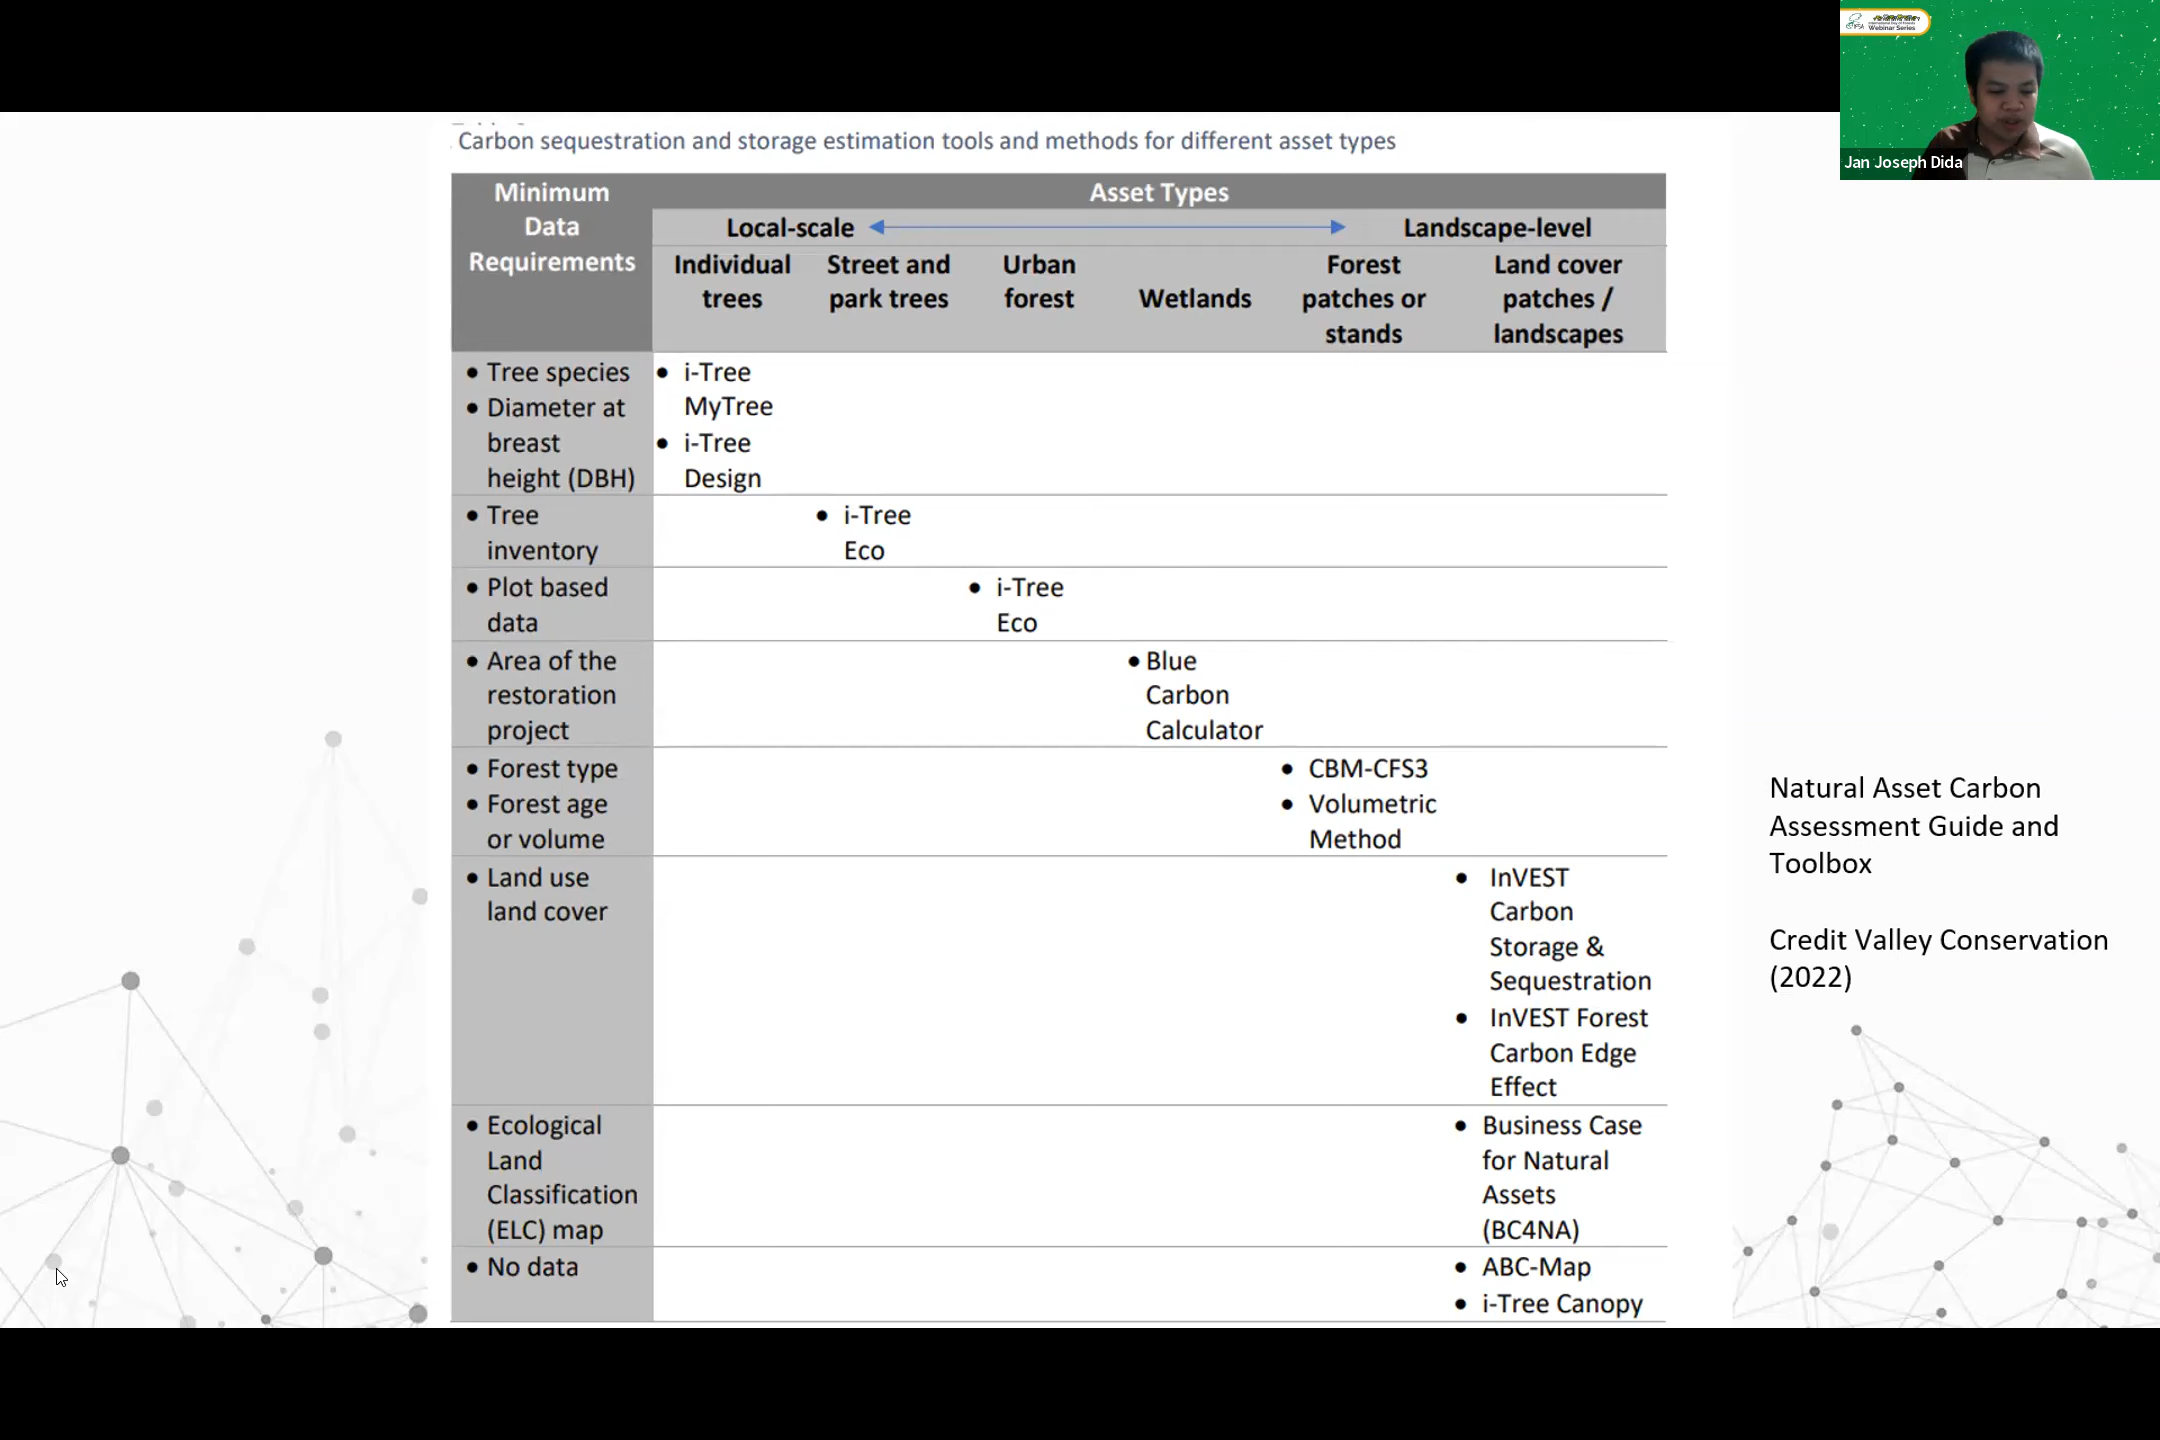 Webinar Series
Jan Joseph Dida
Carbon sequestration and storage estimation tools and methods for different asset types
Minimum
Data
Requirements
Asset Types
Local-scale
Landscape-level
Individual
trees
Street and
park trees
Urban
forest
Wetlands
Forest
patches or
stands
Land cover
patches /
landscapes
• Tree species
• Diameter at
breast
height (DBH)
• i-Tree
MyTree
• i-Tree
Design
• Tree
inventory
• i-Tree
Eco
• Plot based
data
• i-Tree
Eco
• Area of the
restoration
project
• Blue
Carbon
Calculator
• Forest type
• Forest age
or volume
• CBM-CFS3
• Volumetric
Method
• Land use
land cover
• InVEST
Carbon
Storage &
Sequestration
• InVEST Forest
Carbon Edge
Effect
• Ecological
Land
Classification
(ELC) map
• Business Case
for Natural
Assets
(BC4NA)
• No data
• ABC-Map
• i-Tree Canopy
Natural Asset Carbon
Assessment Guide and
Toolbox
Credit Valley Conservation
(2022)